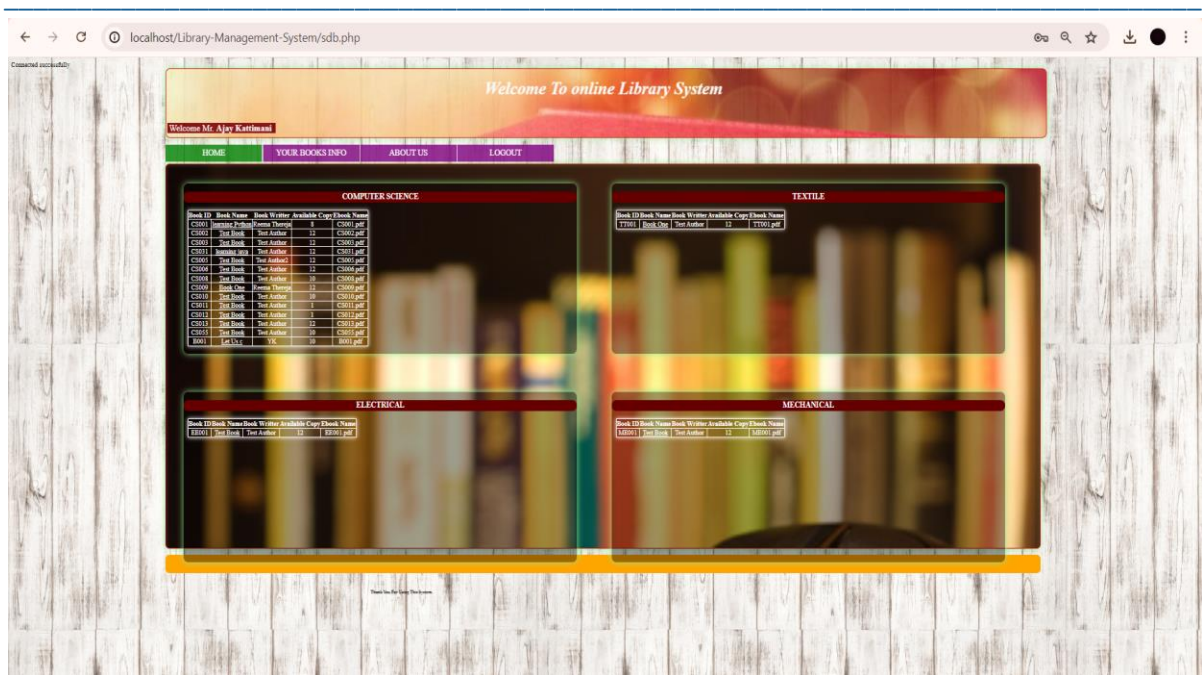 localhost/Library-Management-System/sdb.php
Connected successfully
Welcome To online Library System
Welcome Mr. Ajay Kattimani
HOME YOUR BOOKS INFO ABOUT US LOGOUT
COMPUTER SCIENCE
Book ID Book Name Book Writter Available Copy Ebook Name
CS001 learning Python Reema Thereja 8 CS001.pdf
CS002 Test Book Test Author 12 CS002.pdf
CS003 Test Book Test Author 12 CS003.pdf
CS031 learning java Test Author 12 CS031.pdf
CS005 Test Book Test Author2 12 CS005.pdf
CS006 Test Book Test Author 12 CS006.pdf
CS008 Test Book Test Author 10 CS008.pdf
CS009 Book One Reema Thereja 12 CS009.pdf
CS010 Test Book Test Author 10 CS010.pdf
CS011 Test Book Test Author 1 CS011.pdf
CS012 Test Book Test Author 1 CS012.pdf
CS013 Test Book Test Author 12 CS013.pdf
CS055 Test Book Test Author 10 CS055.pdf
B001 Let Us c YK 10 B001.pdf
TEXTILE
Book ID Book Name Book Writter Available Copy Ebook Name
TT001 Book One Test Author 12 TT001.pdf
ELECTRICAL
Book ID Book Name Book Writter Available Copy Ebook Name
EE001 Test Book Test Author 12 EE001.pdf
MECHANICAL
Book ID Book Name Book Writter Available Copy Ebook Name
ME001 Test Book Test Author 12 ME001.pdf
Thank You For Using This System